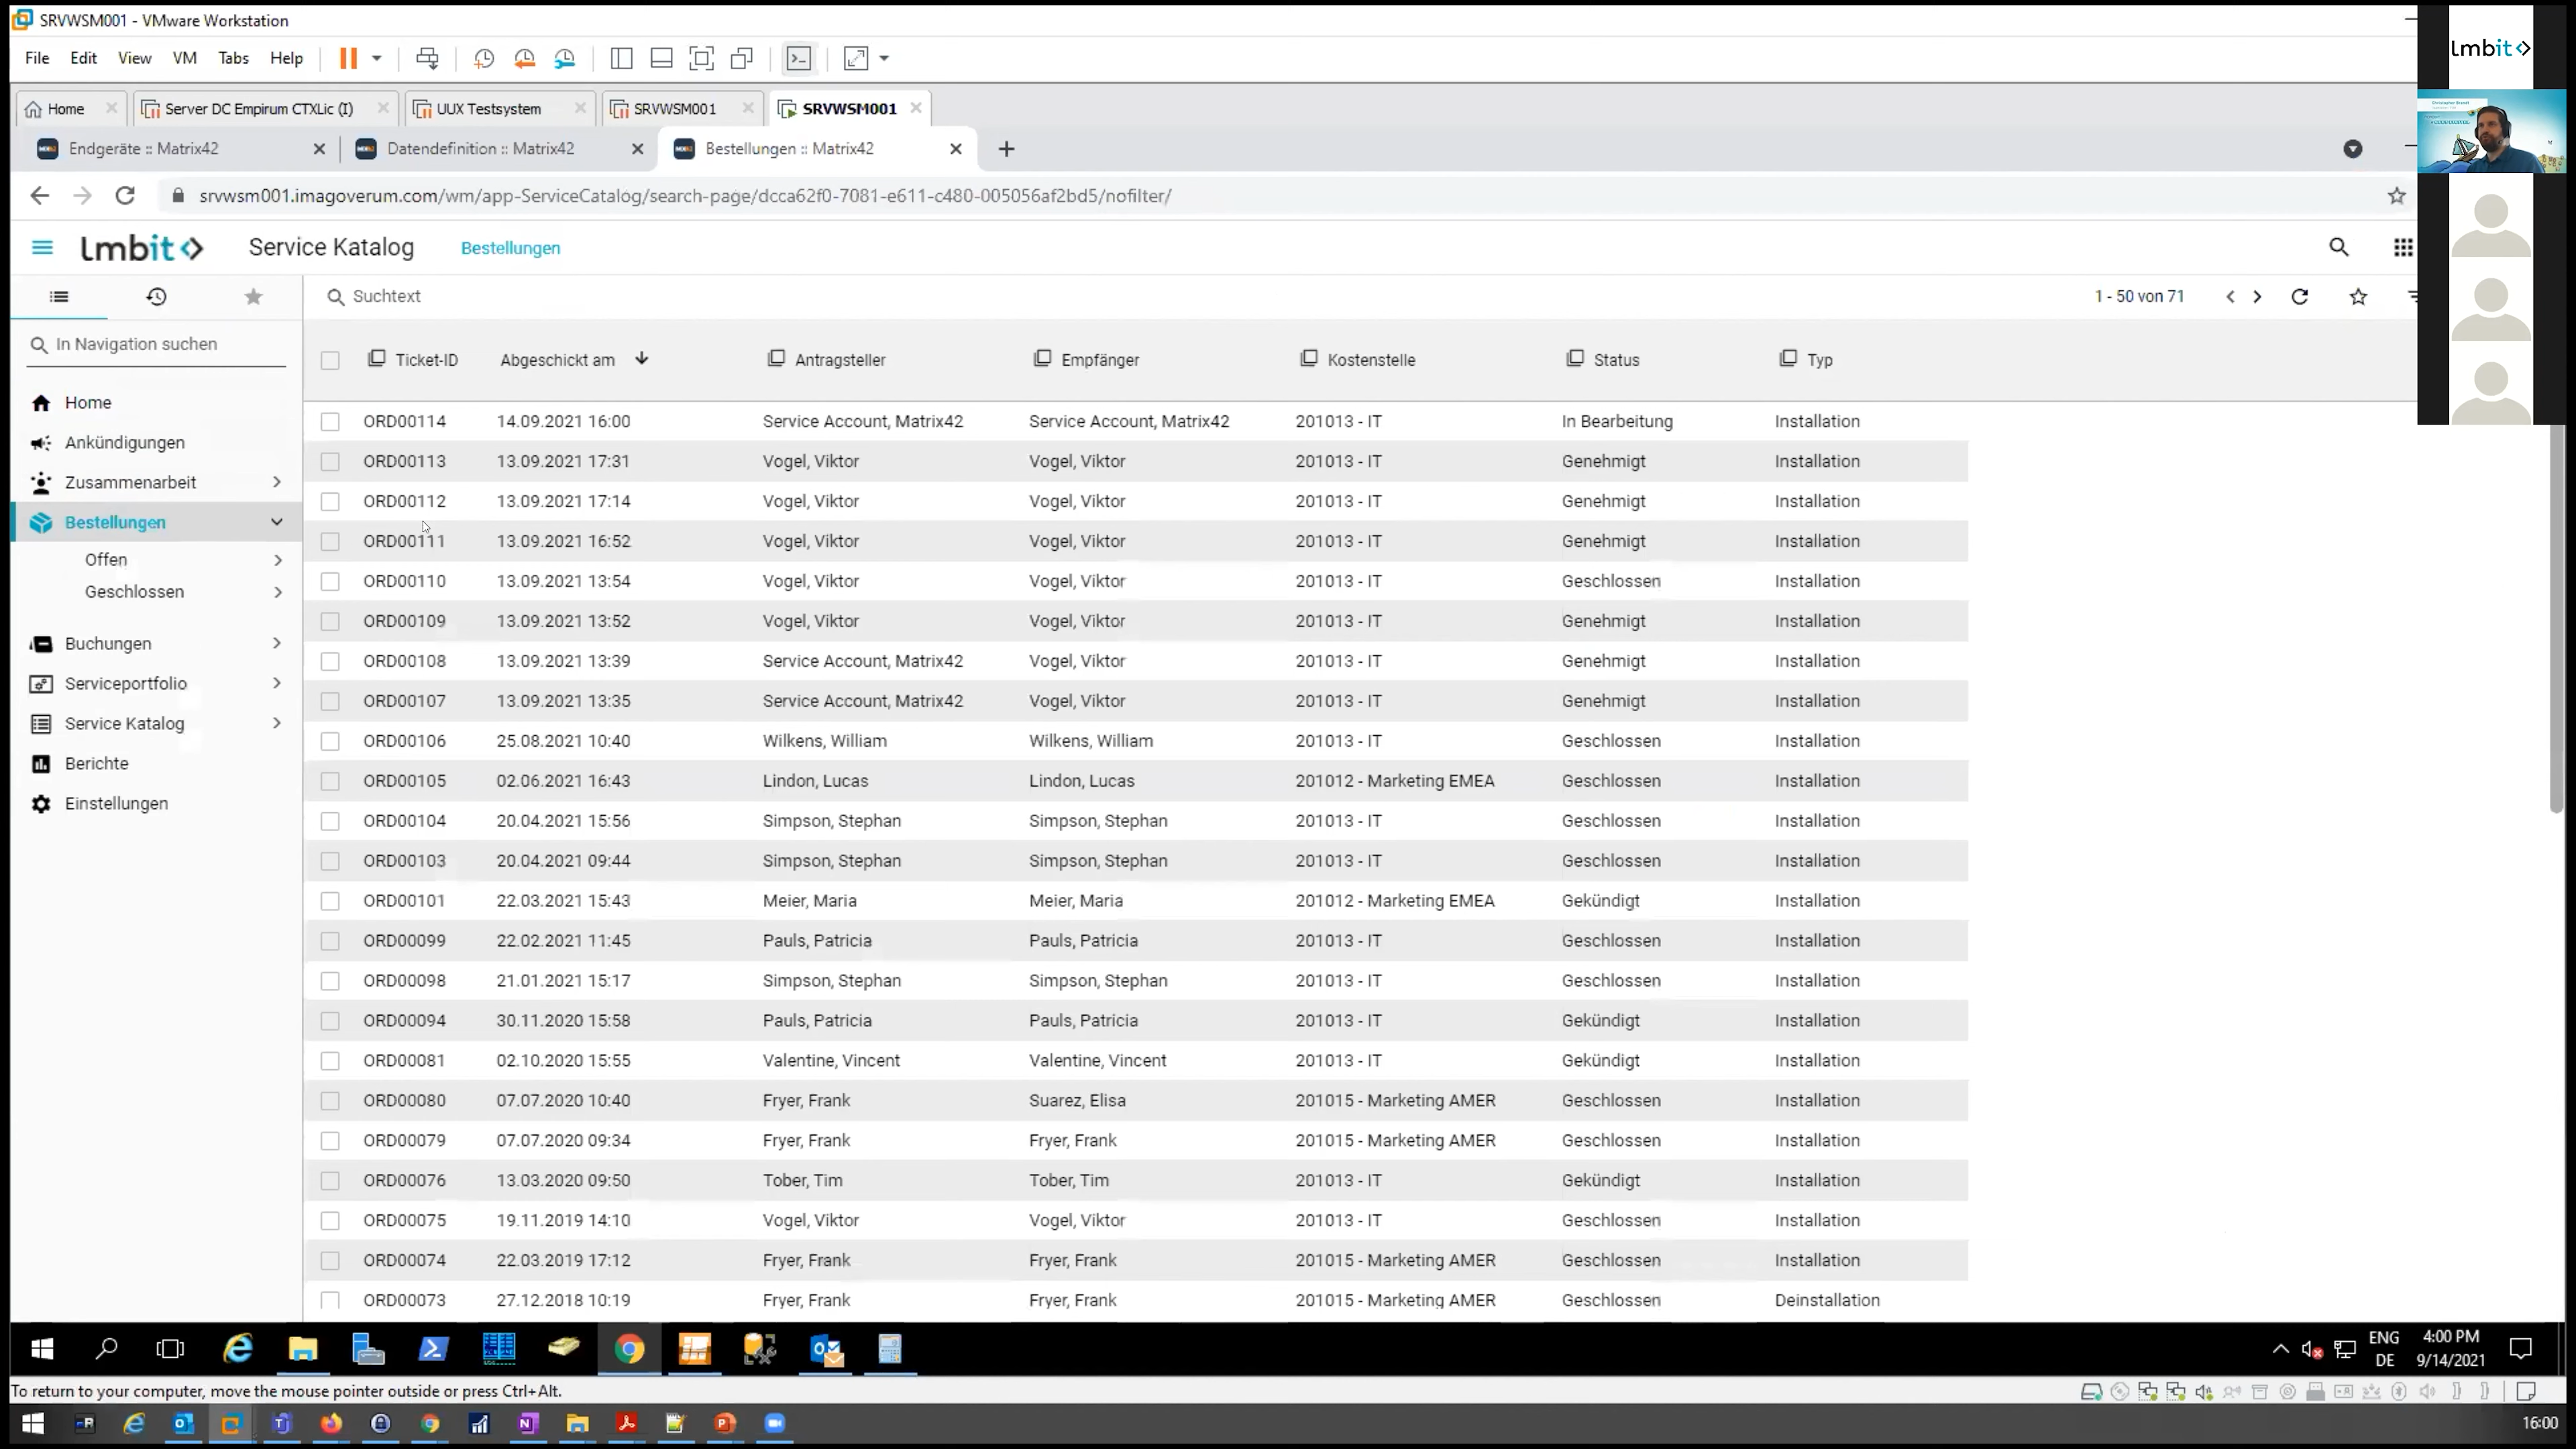 SRVWSM001 - VMware Workstation
File Edit View VM Tabs Help
Home Server DC Empirum CTXLic (I) UUX Testsystem SRVWSM001 SRVWSM001
lmbit<>
Endgeräte :: Matrix42 Datendefinition :: Matrix42 Bestellungen :: Matrix42
srvwsm001.imagoverum.com/wm/app-ServiceCatalog/search-page/dcca62f0-7081-e611-c480-005056af2bd5/nofilter/
lmbit<> Service Katalog Bestellungen
Suchtext 1 - 50 von 71
In Navigation suchen
Home
Ankündigungen
Zusammenarbeit
Bestellungen
Offen
Geschlossen
Buchungen
Serviceportfolio
Service Katalog
Berichte
Einstellungen
Ticket-ID Abgeschickt am Antragsteller Empfänger Kostenstelle Status Typ
ORD00114 14.09.2021 16:00 Service Account, Matrix42 Service Account, Matrix42 201013 - IT In Bearbeitung Installation
ORD00113 13.09.2021 17:31 Vogel, Viktor Vogel, Viktor 201013 - IT Genehmigt Installation
ORD00112 13.09.2021 17:14 Vogel, Viktor Vogel, Viktor 201013 - IT Genehmigt Installation
ORD00111 13.09.2021 16:52 Vogel, Viktor Vogel, Viktor 201013 - IT Genehmigt Installation
ORD00110 13.09.2021 13:54 Vogel, Viktor Vogel, Viktor 201013 - IT Geschlossen Installation
ORD00109 13.09.2021 13:52 Vogel, Viktor Vogel, Viktor 201013 - IT Genehmigt Installation
ORD00108 13.09.2021 13:39 Service Account, Matrix42 Vogel, Viktor 201013 - IT Genehmigt Installation
ORD00107 13.09.2021 13:35 Service Account, Matrix42 Vogel, Viktor 201013 - IT Genehmigt Installation
ORD00106 25.08.2021 10:40 Wilkens, William Wilkens, William 201013 - IT Geschlossen Installation
ORD00105 02.06.2021 16:43 Lindon, Lucas Lindon, Lucas 201012 - Marketing EMEA Geschlossen Installation
ORD00104 20.04.2021 15:56 Simpson, Stephan Simpson, Stephan 201013 - IT Geschlossen Installation
ORD00103 20.04.2021 09:44 Simpson, Stephan Simpson, Stephan 201013 - IT Geschlossen Installation
ORD00101 22.03.2021 15:43 Meier, Maria Meier, Maria 201012 - Marketing EMEA Gekündigt Installation
ORD00099 22.02.2021 11:45 Pauls, Patricia Pauls, Patricia 201013 - IT Geschlossen Installation
ORD00098 21.01.2021 15:17 Simpson, Stephan Simpson, Stephan 201013 - IT Geschlossen Installation
ORD00094 30.11.2020 15:58 Pauls, Patricia Pauls, Patricia 201013 - IT Gekündigt Installation
ORD00081 02.10.2020 15:55 Valentine, Vincent Valentine, Vincent 201013 - IT Gekündigt Installation
ORD00080 07.07.2020 10:40 Fryer, Frank Suarez, Elisa 201015 - Marketing AMER Geschlossen Installation
ORD00079 07.07.2020 09:34 Fryer, Frank Fryer, Frank 201015 - Marketing AMER Geschlossen Installation
ORD00076 13.03.2020 09:50 Tober, Tim Tober, Tim 201013 - IT Gekündigt Installation
ORD00075 19.11.2019 14:10 Vogel, Viktor Vogel, Viktor 201013 - IT Geschlossen Installation
ORD00074 22.03.2019 17:12 Fryer, Frank Fryer, Frank 201015 - Marketing AMER Geschlossen Installation
ORD00073 27.12.2018 10:19 Fryer, Frank Fryer, Frank 201015 - Marketing AMER Geschlossen Deinstallation
ENG 4:00 PM
DE 9/14/2021
To return to your computer, move the mouse pointer outside or press Ctrl+Alt.
16:00